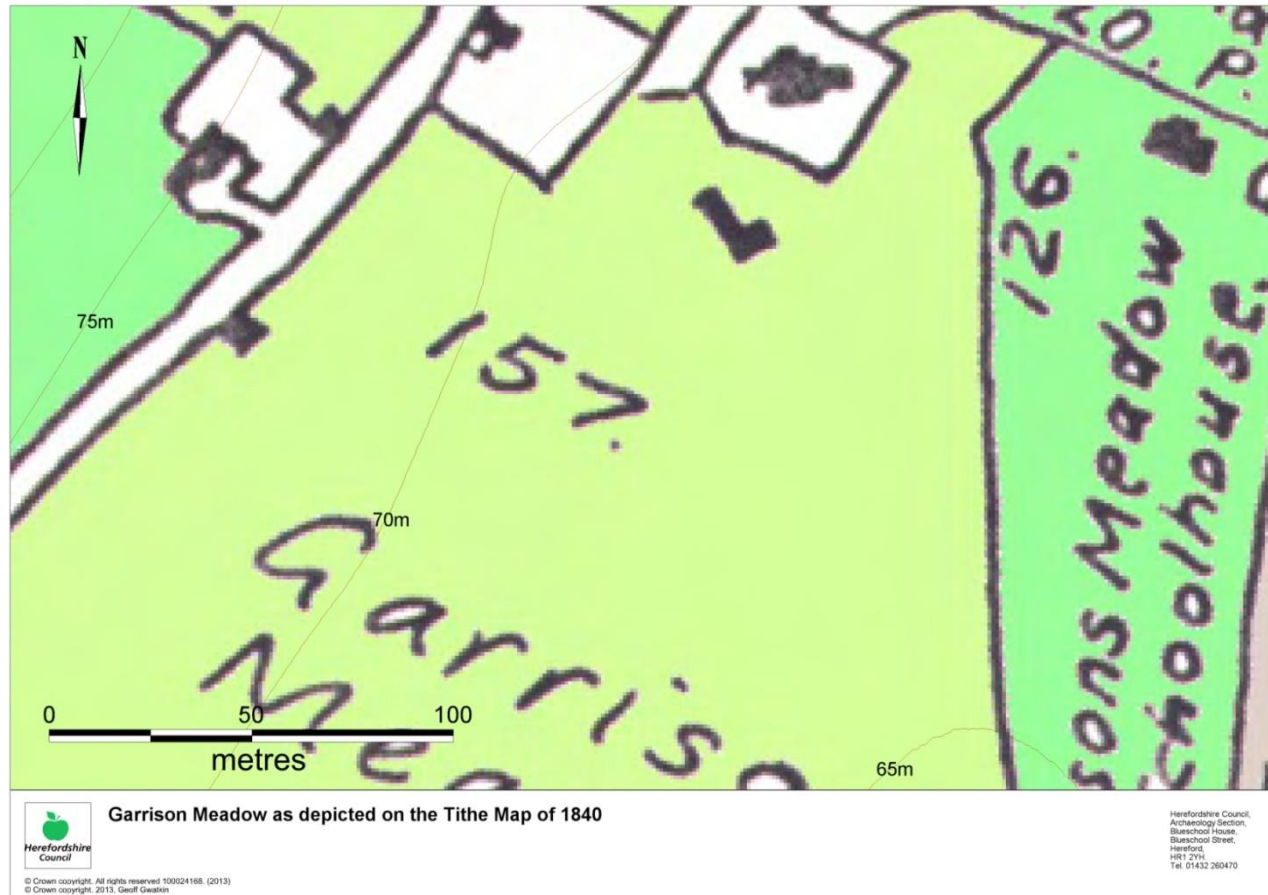 N
20.
p.
126.
75m
157.
70m
Garriso
Mea
sons Meadow
choolhouse.
0 50 100
metres
65m
Garrison Meadow as depicted on the Tithe Map of 1840
Herefordshire
Council
© Crown copyright. All rights reserved 100024168. (2013)
© Crown copyright. 2013, Geoff Gwatkin
Herefordshire Council,
Archaeology Section,
Blueschool House,
Blueschool Street,
Hereford,
HR1 2YH.
Tel. 01432 260470